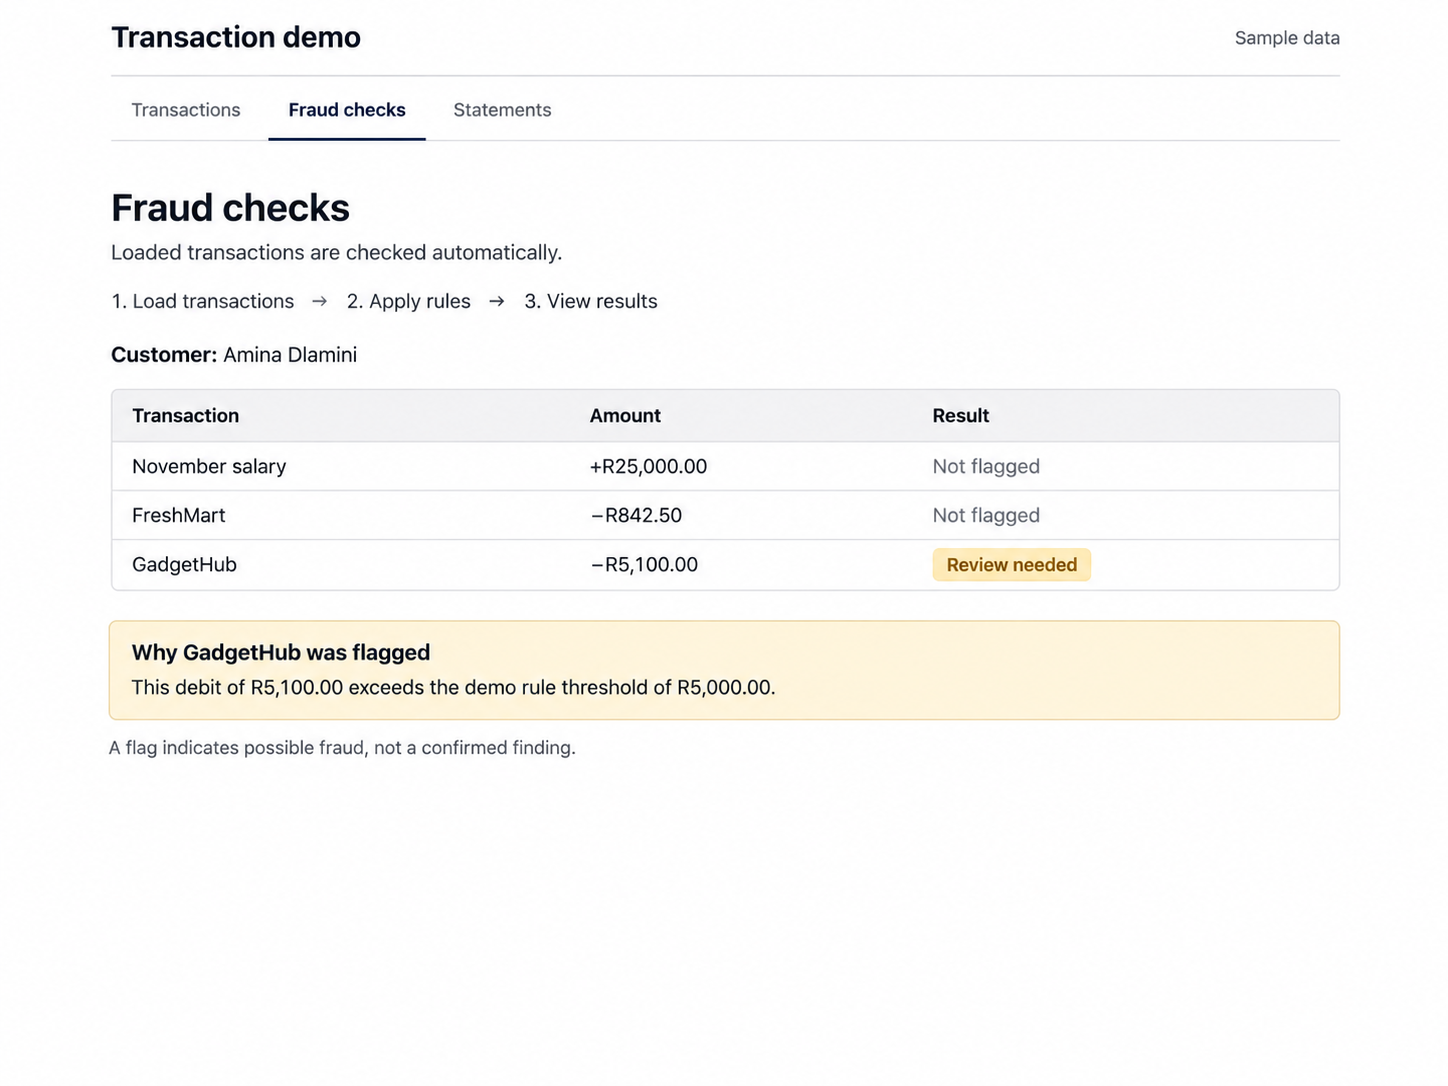 Transaction demo
Sample data
Transactions
Fraud checks
Statements
Fraud checks
Loaded transactions are checked automatically.
1. Load transactions → 2. Apply rules → 3. View results
Customer: Amina Dlamini
Transaction Amount Result
November salary +R25,000.00 Not flagged
FreshMart −R842.50 Not flagged
GadgetHub −R5,100.00 Review needed
Why GadgetHub was flagged
This debit of R5,100.00 exceeds the demo rule threshold of R5,000.00.
A flag indicates possible fraud, not a confirmed finding.